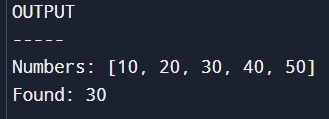 OUTPUT
-----
Numbers: [10, 20, 30, 40, 50]
Found: 30